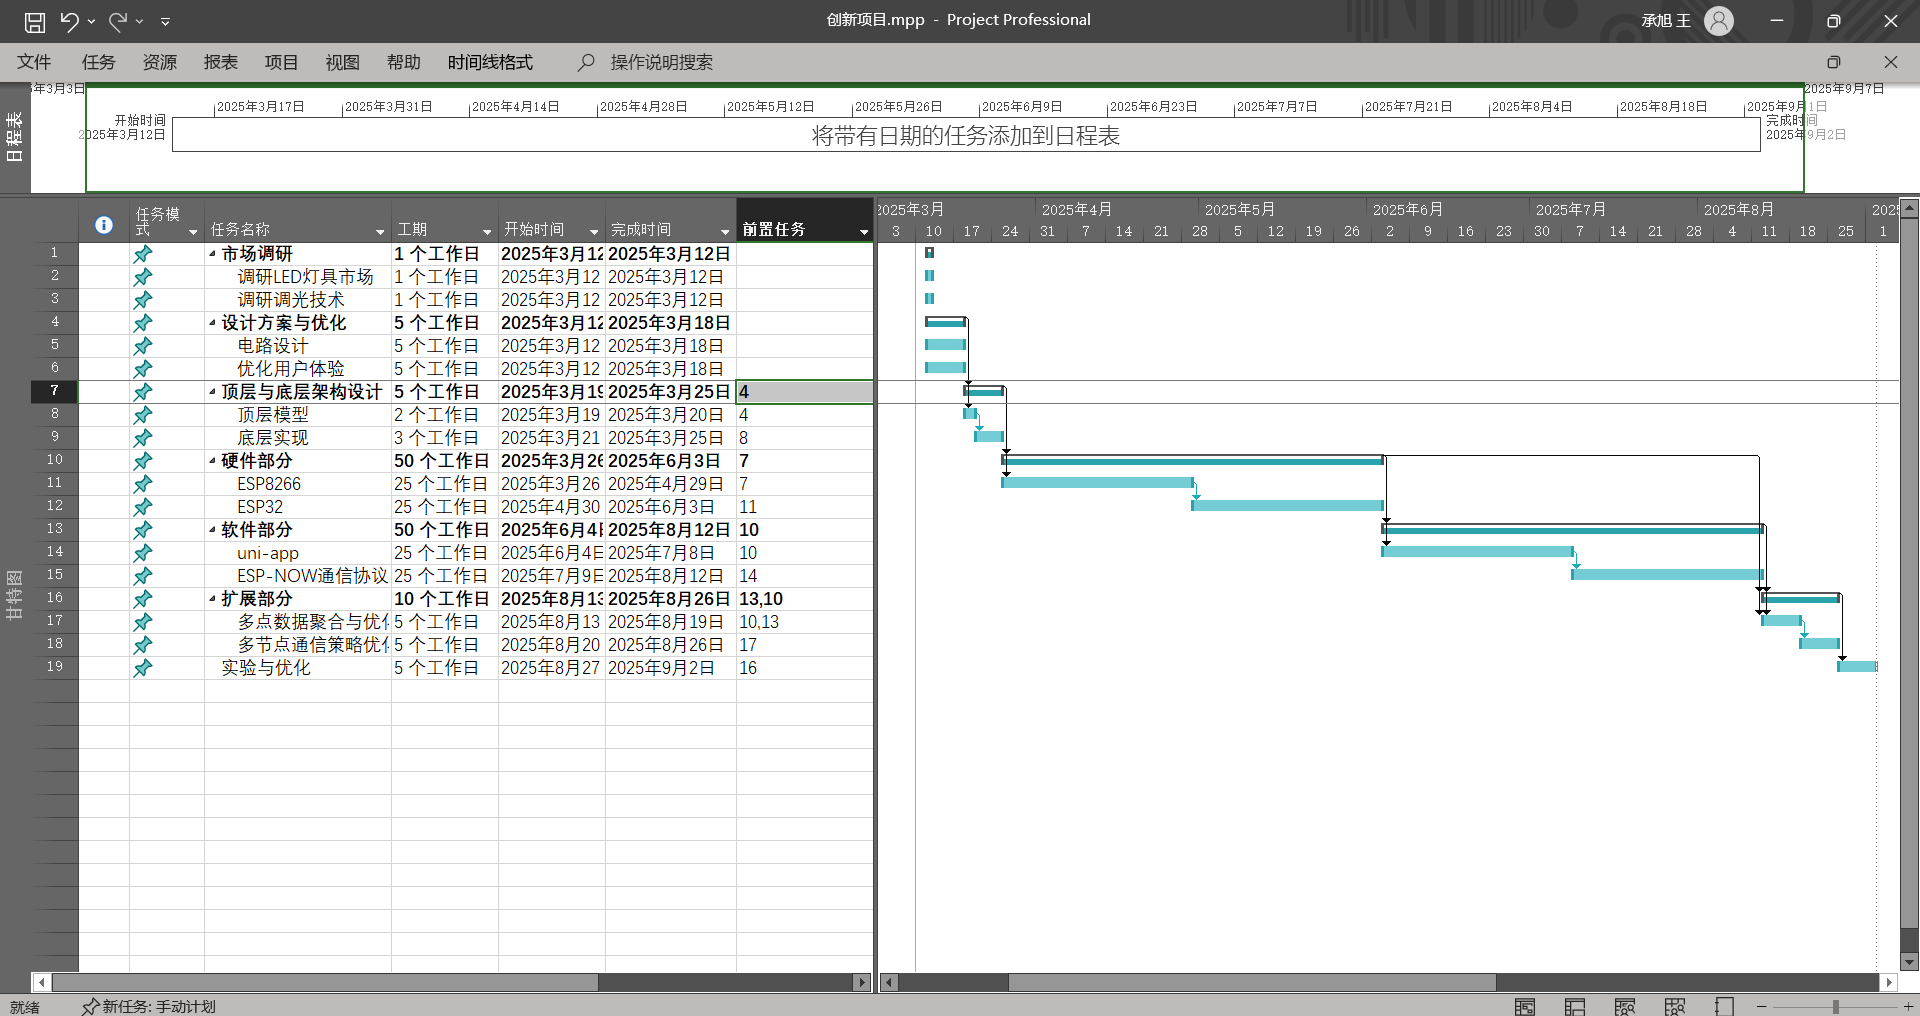 创新项目.mpp - Project Professional
承旭 王
文件 任务 资源 报表 项目 视图 帮助 时间线格式 操作说明搜索
年3月3日 2025年9月7日
2025年3月17日 2025年3月31日 2025年4月14日 2025年4月28日 2025年5月12日 2025年5月26日 2025年6月9日 2025年6月23日 2025年7月7日 2025年7月21日 2025年8月4日 2025年8月18日 2025年9月1日
开始时间
2025年3月12日
将带有日期的任务添加到日程表
完成时间
2025年9月2日
日程表
甘特图
任务模式 任务名称 工期 开始时间 完成时间 前置任务
2025年3月 2025年4月 2025年5月 2025年6月 2025年7月 2025年8月 202
3 10 17 24 31 7 14 21 28 5 12 19 26 2 9 16 23 30 7 14 21 28 4 11 18 25 1
1 市场调研 1 个工作日 2025年3月12 2025年3月12日
2 调研LED灯具市场 1 个工作日 2025年3月12 2025年3月12日
3 调研调光技术 1 个工作日 2025年3月12 2025年3月12日
4 设计方案与优化 5 个工作日 2025年3月12 2025年3月18日
5 电路设计 5 个工作日 2025年3月12 2025年3月18日
6 优化用户体验 5 个工作日 2025年3月12 2025年3月18日
7 顶层与底层架构设计 5 个工作日 2025年3月19 2025年3月25日 4
8 顶层模型 2 个工作日 2025年3月19 2025年3月20日 4
9 底层实现 3 个工作日 2025年3月21 2025年3月25日 8
10 硬件部分 50 个工作日 2025年3月26 2025年6月3日 7
11 ESP8266 25 个工作日 2025年3月26 2025年4月29日 7
12 ESP32 25 个工作日 2025年4月30 2025年6月3日 11
13 软件部分 50 个工作日 2025年6月4日 2025年8月12日 10
14 uni-app 25 个工作日 2025年6月4日 2025年7月8日 10
15 ESP-NOW通信协议 25 个工作日 2025年7月9日 2025年8月12日 14
16 扩展部分 10 个工作日 2025年8月13 2025年8月26日 13,10
17 多点数据聚合与优化 5 个工作日 2025年8月13 2025年8月19日 10,13
18 多节点通信策略优化 5 个工作日 2025年8月20 2025年8月26日 17
19 实验与优化 5 个工作日 2025年8月27 2025年9月2日 16
就绪 新任务: 手动计划